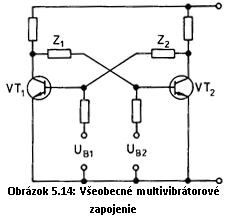 Z1 Z2
VT1 VT2
UB1 UB2
Obrázok 5.14: Všeobecné multivibrátorové
zapojenie